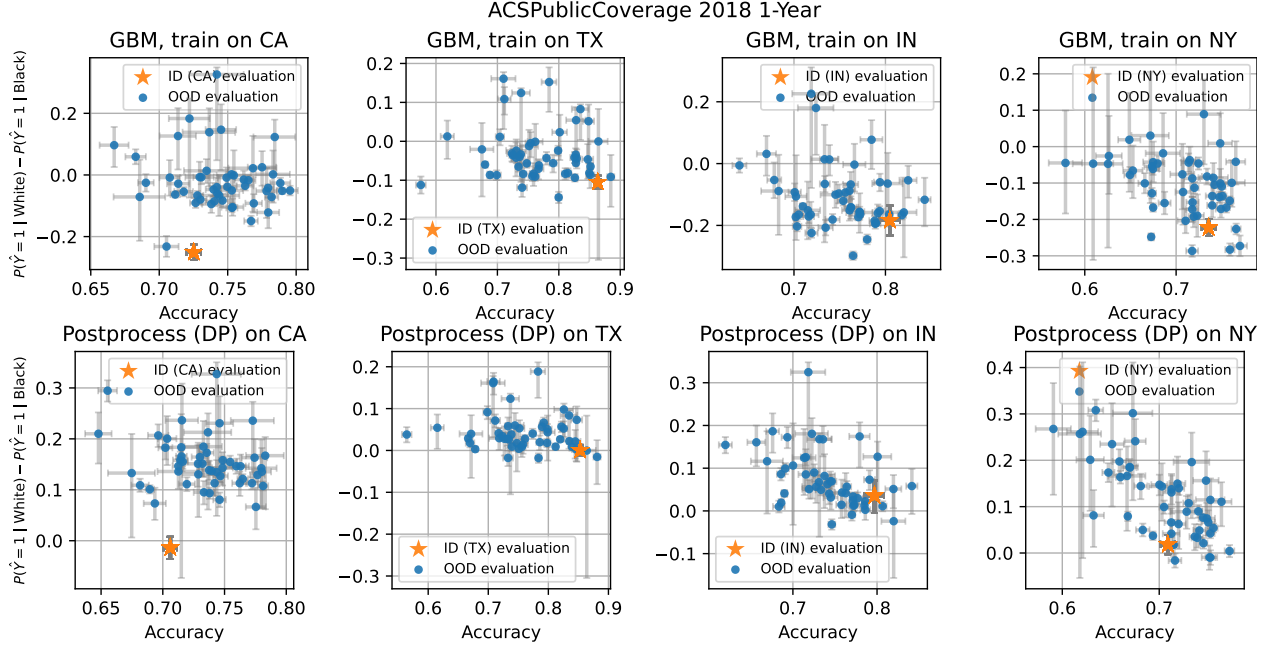 ACSPublicCoverage 2018 1-Year
GBM, train on CA
GBM, train on TX
GBM, train on IN
GBM, train on NY
P(Ŷ = 1 | White) − P(Ŷ = 1 | Black)
ID (CA) evaluation
OOD evaluation
0.2
0.0
−0.2
0.65
0.70
0.75
0.80
Accuracy
ID (TX) evaluation
OOD evaluation
0.2
0.1
0.0
−0.1
−0.2
−0.3
0.6
0.7
0.8
0.9
Accuracy
ID (IN) evaluation
OOD evaluation
0.2
0.0
−0.2
0.7
0.8
Accuracy
ID (NY) evaluation
OOD evaluation
0.2
0.1
0.0
−0.1
−0.2
−0.3
0.6
0.7
Accuracy
Postprocess (DP) on CA
Postprocess (DP) on TX
Postprocess (DP) on IN
Postprocess (DP) on NY
P(Ŷ = 1 | White) − P(Ŷ = 1 | Black)
ID (CA) evaluation
OOD evaluation
0.3
0.2
0.1
0.0
0.65
0.70
0.75
0.80
Accuracy
ID (TX) evaluation
OOD evaluation
0.2
0.1
0.0
−0.1
−0.2
−0.3
0.6
0.7
0.8
0.9
Accuracy
ID (IN) evaluation
OOD evaluation
0.3
0.2
0.1
0.0
−0.1
0.7
0.8
Accuracy
ID (NY) evaluation
OOD evaluation
0.4
0.3
0.2
0.1
0.0
0.6
0.7
Accuracy